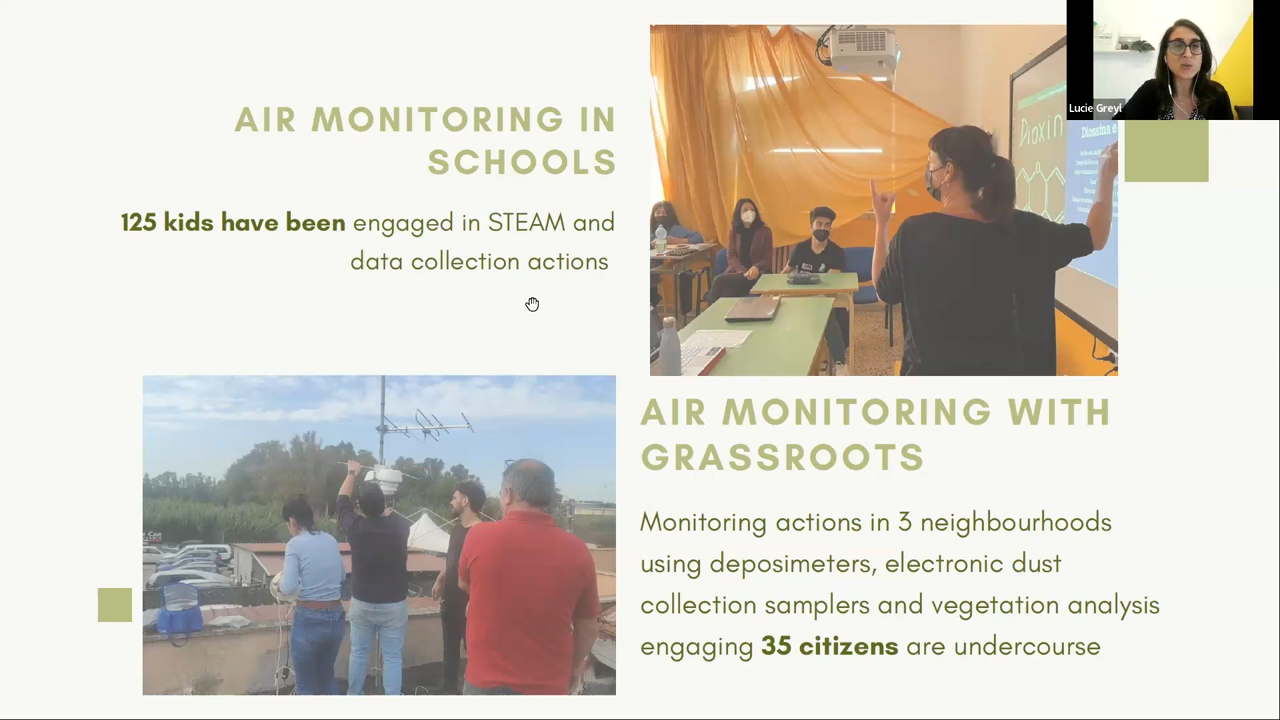 AIR MONITORING IN
SCHOOLS
125 kids have been engaged in STEAM and
data collection actions
Lucie Greyl
Dioxin
Diossina e
AIR MONITORING WITH
GRASSROOTS
Monitoring actions in 3 neighbourhoods
using deposimeters, electronic dust
collection samplers and vegetation analysis
engaging 35 citizens are undercourse